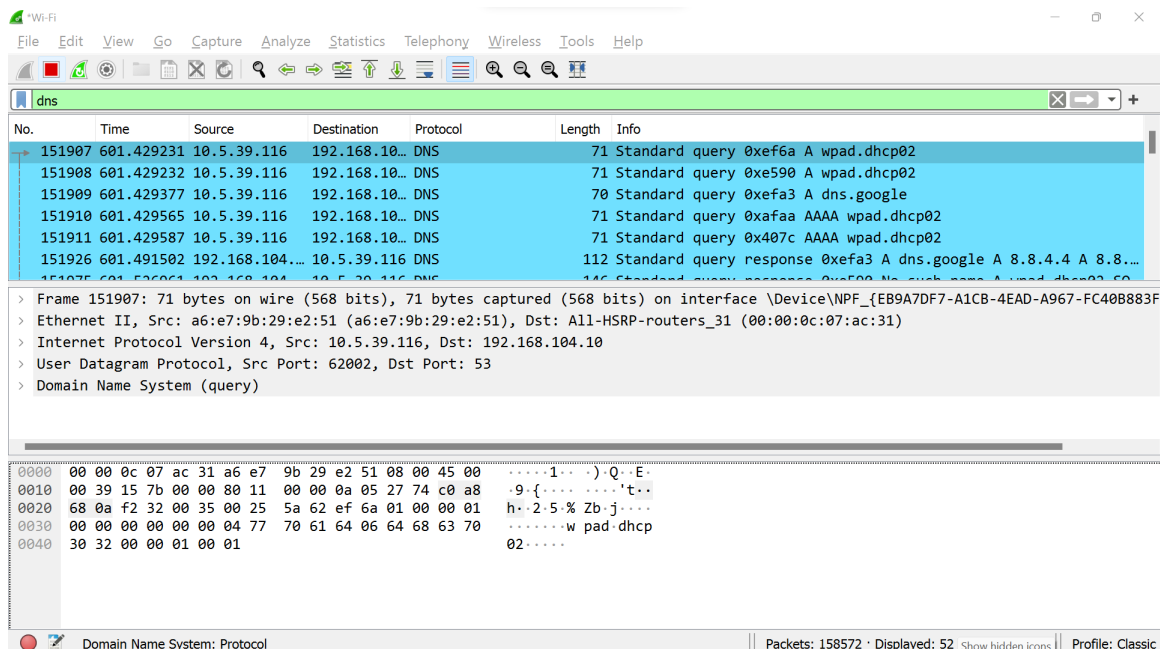 *Wi-Fi
File Edit View Go Capture Analyze Statistics Telephony Wireless Tools Help
dns
No. Time Source Destination Protocol Length Info
151907 601.429231 10.5.39.116 192.168.10… DNS 71 Standard query 0xef6a A wpad.dhcp02
151908 601.429232 10.5.39.116 192.168.10… DNS 71 Standard query 0xe590 A wpad.dhcp02
151909 601.429377 10.5.39.116 192.168.10… DNS 70 Standard query 0xefa3 A dns.google
151910 601.429565 10.5.39.116 192.168.10… DNS 71 Standard query 0xafaa AAAA wpad.dhcp02
151911 601.429587 10.5.39.116 192.168.10… DNS 71 Standard query 0x407c AAAA wpad.dhcp02
151926 601.491502 192.168.104.… 10.5.39.116 DNS 112 Standard query response 0xefa3 A dns.google A 8.8.4.4 A 8.8.…
Frame 151907: 71 bytes on wire (568 bits), 71 bytes captured (568 bits) on interface \Device\NPF_{EB9A7DF7-A1CB-4EAD-A967-FC40B883F
Ethernet II, Src: a6:e7:9b:29:e2:51 (a6:e7:9b:29:e2:51), Dst: All-HSRP-routers_31 (00:00:0c:07:ac:31)
Internet Protocol Version 4, Src: 10.5.39.116, Dst: 192.168.104.10
User Datagram Protocol, Src Port: 62002, Dst Port: 53
Domain Name System (query)
0000 00 00 0c 07 ac 31 a6 e7 9b 29 e2 51 08 00 45 00 ·····1·· ·)·Q··E·
0010 00 39 15 7b 00 00 80 11 00 00 0a 05 27 74 c0 a8 ·9·{···· ····'t··
0020 68 0a f2 32 00 35 00 25 5a 62 ef 6a 01 00 00 01 h··2·5·% Zb·j····
0030 00 00 00 00 00 00 04 77 70 61 64 06 64 68 63 70 ·······w pad·dhcp
0040 30 32 00 00 01 00 01 02·····
Domain Name System: Protocol Packets: 158572 · Displayed: 52 Show hidden icons Profile: Classic